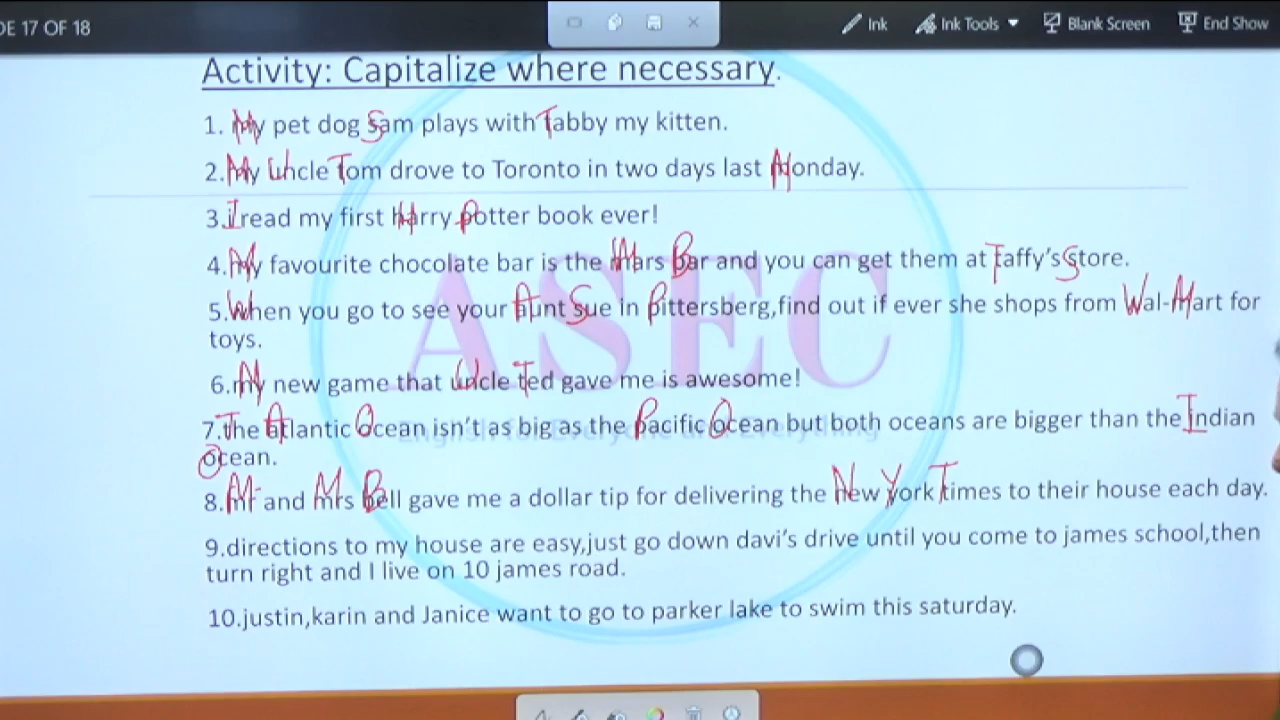 DE 17 OF 18
Ink
Ink Tools
Blank Screen
End Show
Activity: Capitalize where necessary.
1. My pet dog Sam plays with Tabby my kitten.
2.My Uncle Tom drove to Toronto in two days last Monday.
3.I read my first Harry Potter book ever!
4.My favourite chocolate bar is the Mars Bar and you can get them at Taffy's Store.
5.When you go to see your Aunt Sue in Pittersberg,find out if ever she shops from Wal-Mart for
toys.
6.My new game that Uncle Ted gave me is awesome!
7.The Atlantic Ocean isn't as big as the Pacific Ocean but both oceans are bigger than the Indian
Ocean.
8.Mr and Mrs Bell gave me a dollar tip for delivering the New York Times to their house each day.
9.directions to my house are easy,just go down davi's drive until you come to james school,then
turn right and I live on 10 james road.
10.justin,karin and Janice want to go to parker lake to swim this saturday.
ASEC